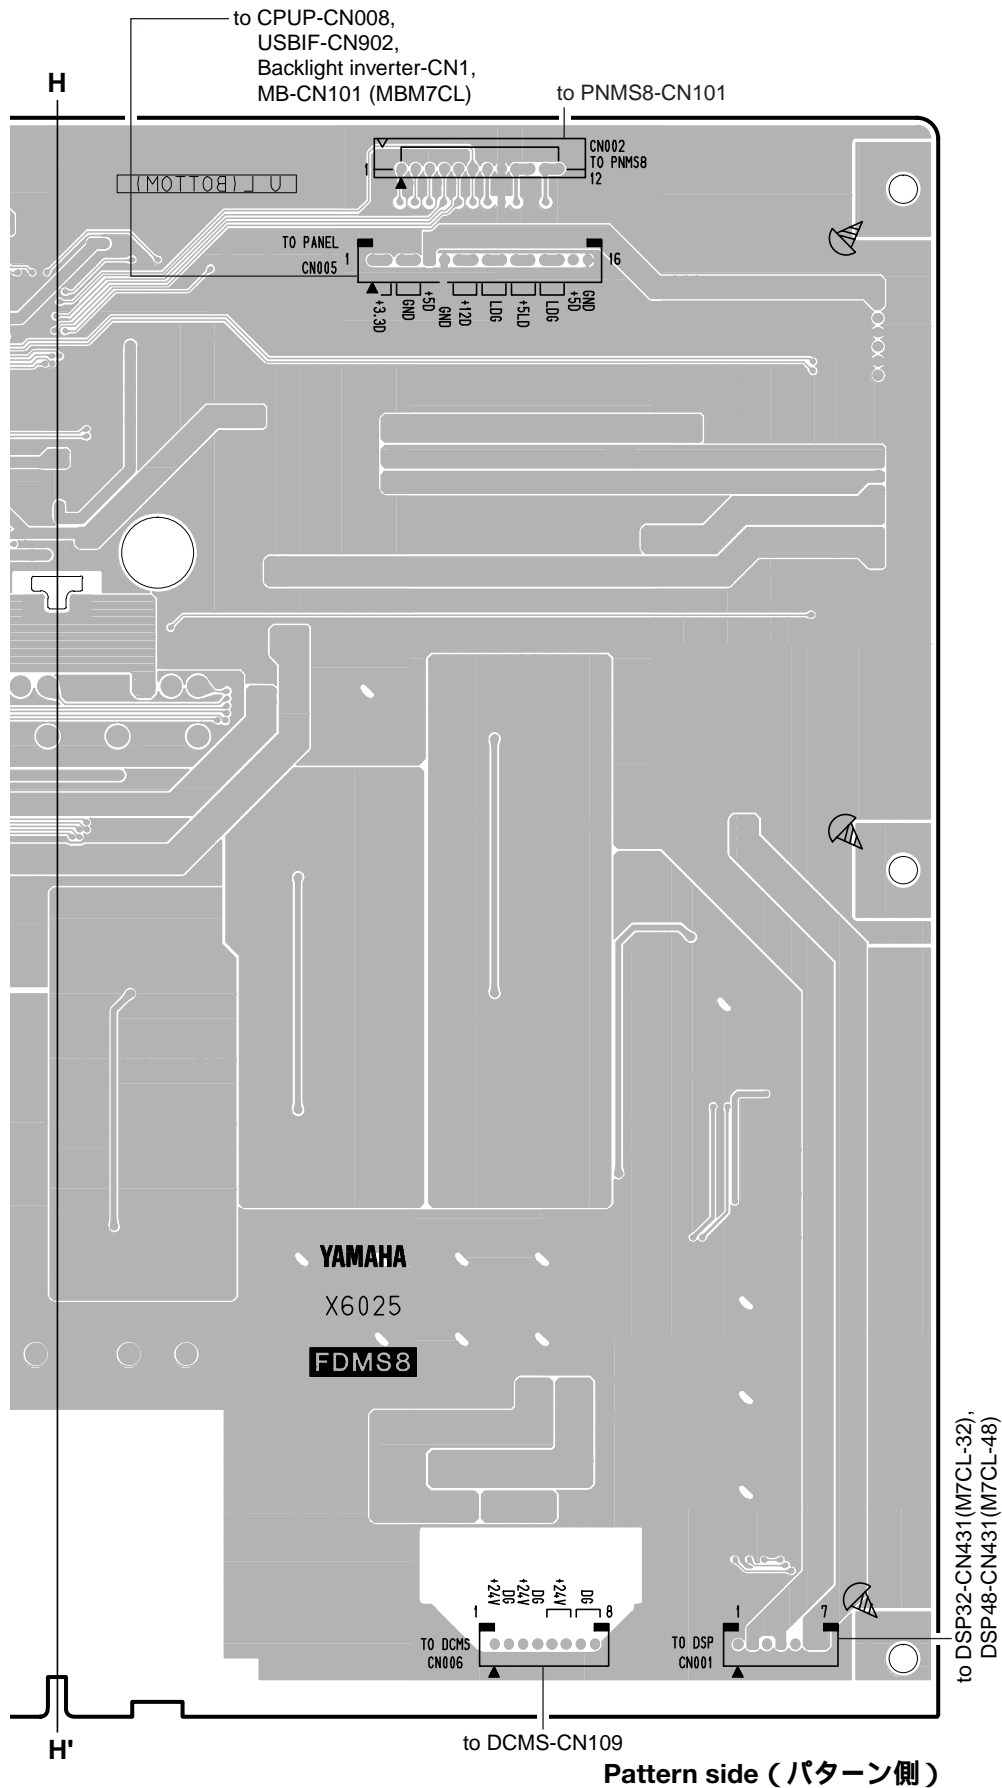 to CPUP-CN008,
USBIF-CN902,
Backlight inverter-CN1,
MB-CN101 (MBM7CL)
to PNMS8-CN101
H
CN002
TO PNMS8
1
12
U L(BOTTOM)
TO PANEL
CN005
1
16
+3.3D
GND
+5D
GND
+12D
LDG
+5LD
LDG
+5D
GND
YAMAHA
X6025
FDMS8
+24V
DG
+24V
DG
+24V
DG
1
8
TO DCMS
CN006
1
7
TO DSP
CN001
to DSP32-CN431(M7CL-32),
DSP48-CN431(M7CL-48)
H'
to DCMS-CN109
Pattern side（パターン側）